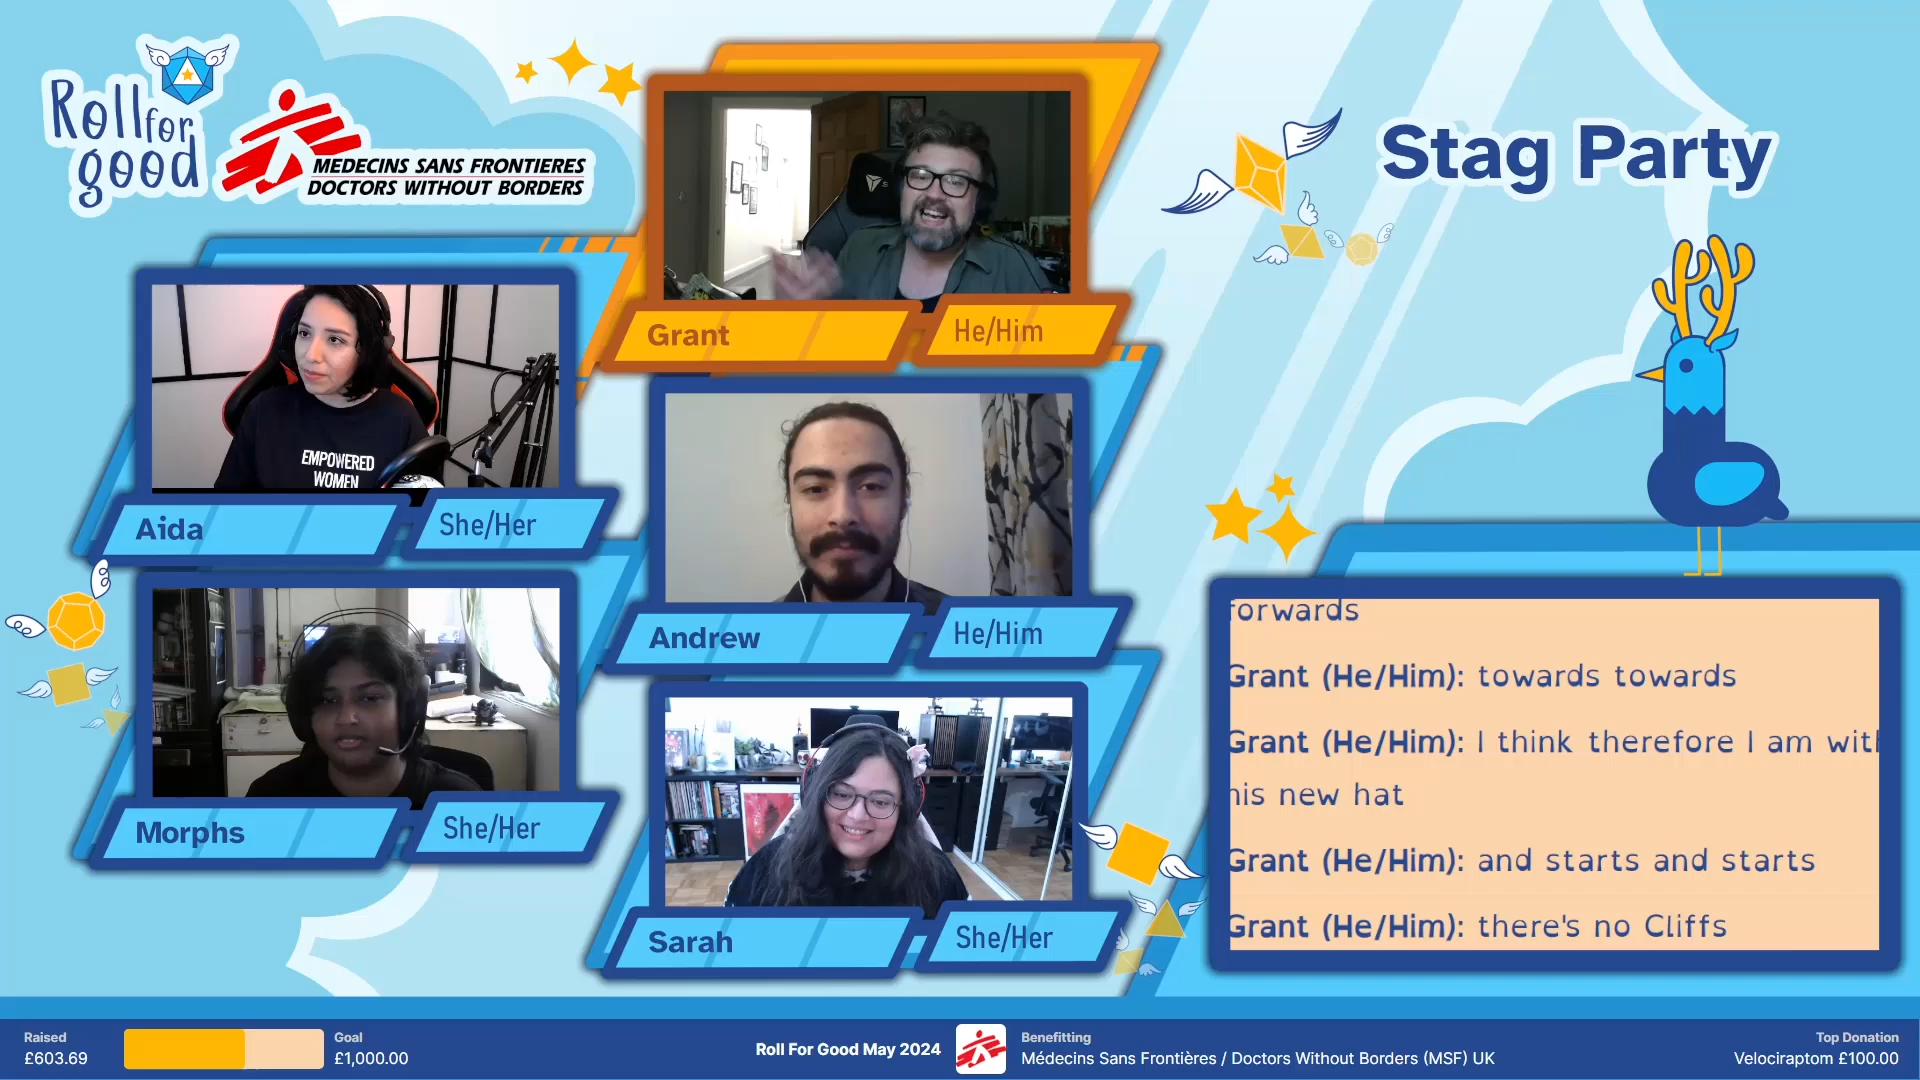 Roll for good
MEDECINS SANS FRONTIERES
DOCTORS WITHOUT BORDERS
Stag Party
Grant
He/Him
EMPOWERED
WOMEN
Aida
She/Her
Andrew
He/Him
Morphs
She/Her
Sarah
She/Her
forwards
Grant (He/Him): towards towards
Grant (He/Him): I think therefore I am with
his new hat
Grant (He/Him): and starts and starts
Grant (He/Him): there's no Cliffs
Raised
£603.69
Goal
£1,000.00
Roll For Good May 2024
Benefitting
Médecins Sans Frontières / Doctors Without Borders (MSF) UK
Top Donation
Velociraptom £100.00